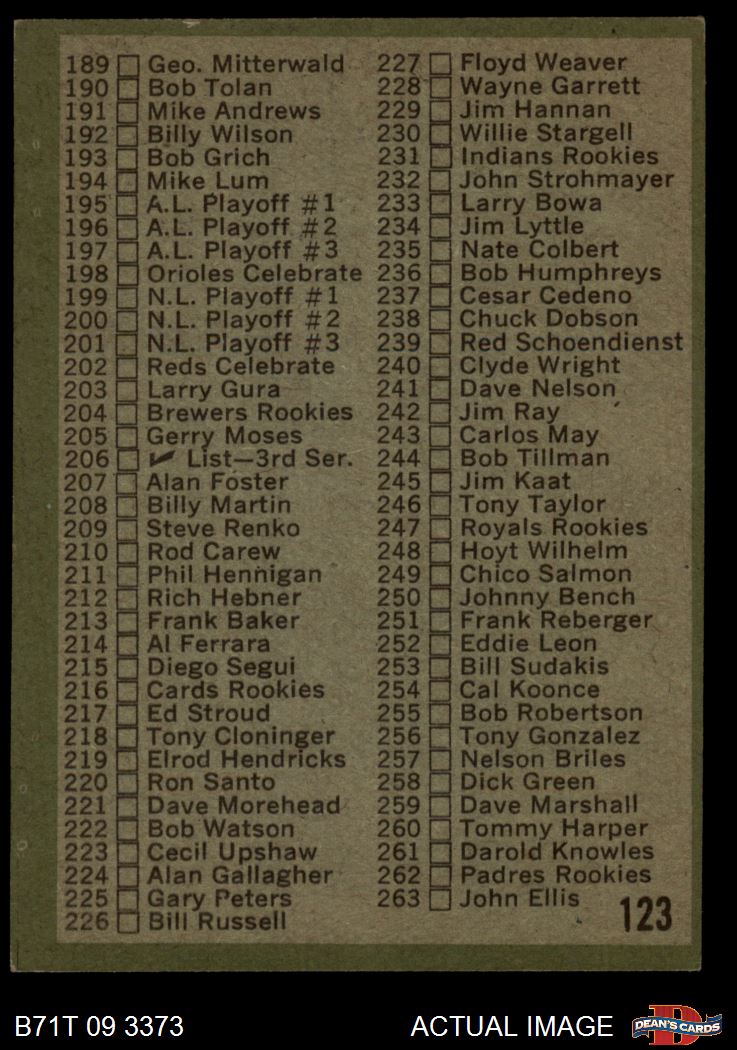 189 Geo. Mitterwald
190 Bob Tolan
191 Mike Andrews
192 Billy Wilson
193 Bob Grich
194 Mike Lum
195 A.L. Playoff #1
196 A.L. Playoff #2
197 A.L. Playoff #3
198 Orioles Celebrate
199 N.L. Playoff #1
200 N.L. Playoff #2
201 N.L. Playoff #3
202 Reds Celebrate
203 Larry Gura
204 Brewers Rookies
205 Gerry Moses
206 ✔ List—3rd Ser.
207 Alan Foster
208 Billy Martin
209 Steve Renko
210 Rod Carew
211 Phil Hennigan
212 Rich Hebner
213 Frank Baker
214 Al Ferrara
215 Diego Segui
216 Cards Rookies
217 Ed Stroud
218 Tony Cloninger
219 Elrod Hendricks
220 Ron Santo
221 Dave Morehead
222 Bob Watson
223 Cecil Upshaw
224 Alan Gallagher
225 Gary Peters
226 Bill Russell
227 Floyd Weaver
228 Wayne Garrett
229 Jim Hannan
230 Willie Stargell
231 Indians Rookies
232 John Strohmayer
233 Larry Bowa
234 Jim Lyttle
235 Nate Colbert
236 Bob Humphreys
237 Cesar Cedeno
238 Chuck Dobson
239 Red Schoendienst
240 Clyde Wright
241 Dave Nelson
242 Jim Ray
243 Carlos May
244 Bob Tillman
245 Jim Kaat
246 Tony Taylor
247 Royals Rookies
248 Hoyt Wilhelm
249 Chico Salmon
250 Johnny Bench
251 Frank Reberger
252 Eddie Leon
253 Bill Sudakis
254 Cal Koonce
255 Bob Robertson
256 Tony Gonzalez
257 Nelson Briles
258 Dick Green
259 Dave Marshall
260 Tommy Harper
261 Darold Knowles
262 Padres Rookies
263 John Ellis
123
B71T 09 3373
ACTUAL IMAGE
D
DEAN'S CARDS